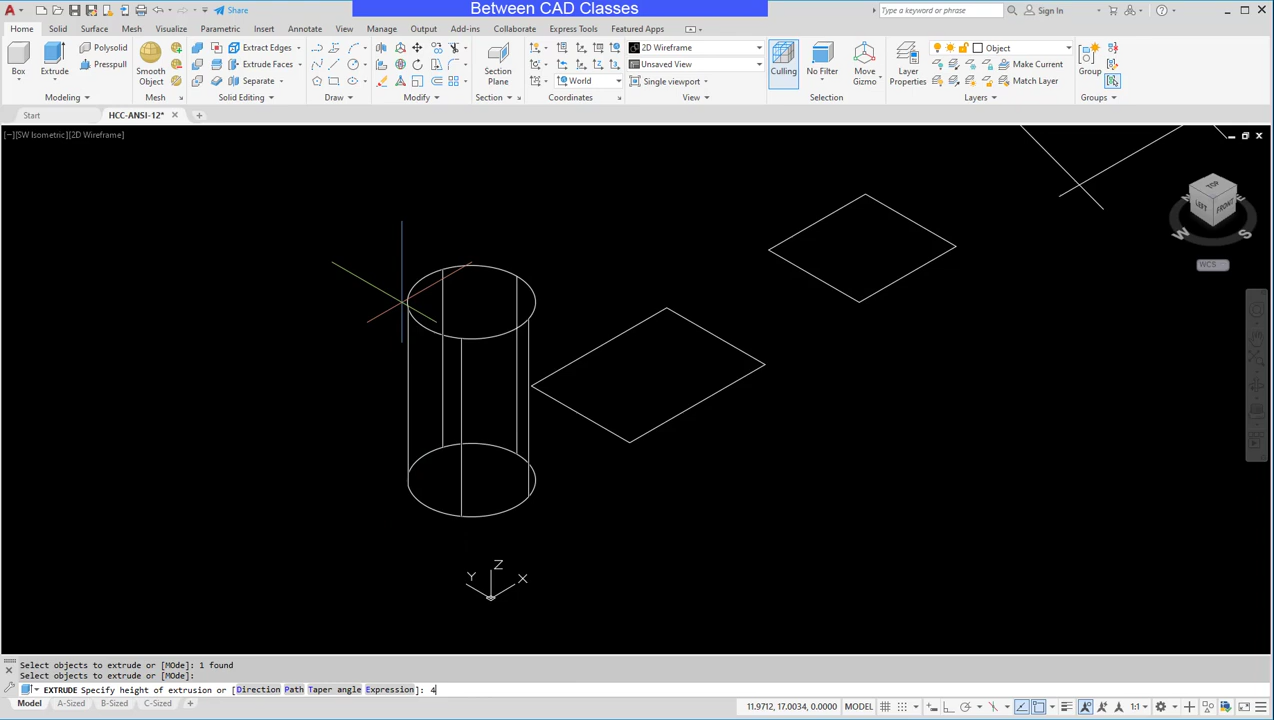 Between CAD Classes
Share
Type a keyword or phrase
Sign In
Home Solid Surface Mesh Visualize Parametric Insert Annotate View Manage Output Add-ins Collaborate Express Tools Featured Apps
Box
Extrude
Polysolid
Presspull
Modeling
Smooth Object
Mesh
Extract Edges
Extrude Faces
Separate
Solid Editing
Draw
Modify
Section Plane
Section
World
Coordinates
2D Wireframe
Unsaved View
Single viewport
View
Culling
No Filter
Move Gizmo
Selection
Layer Properties
Object
Make Current
Match Layer
Layers
Group
Groups
Start
HCC-ANSI-12*
[−][SW Isometric][2D Wireframe]
TOP
LEFT
FRONT
N
E
W
S
WCS
Z
Y
X
Select objects to extrude or [MOde]: 1 found
Select objects to extrude or [MOde]:
EXTRUDE Specify height of extrusion or [Direction Path Taper angle Expression]: 4
Model A-Sized B-Sized C-Sized
11.9712, 17.0034, 0.0000 MODEL
1:1